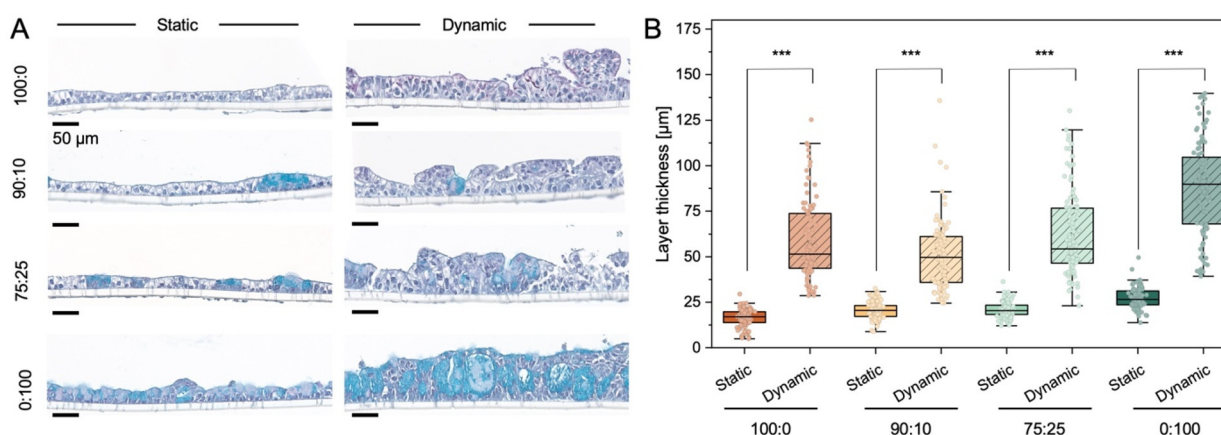 A
Static
Dynamic
100:0
50 µm
90:10
75:25
0:100
B
Layer thickness [µm]
175
150
125
100
75
50
25
0
***
***
***
***
Static
Dynamic
Static
Dynamic
Static
Dynamic
Static
Dynamic
100:0
90:10
75:25
0:100